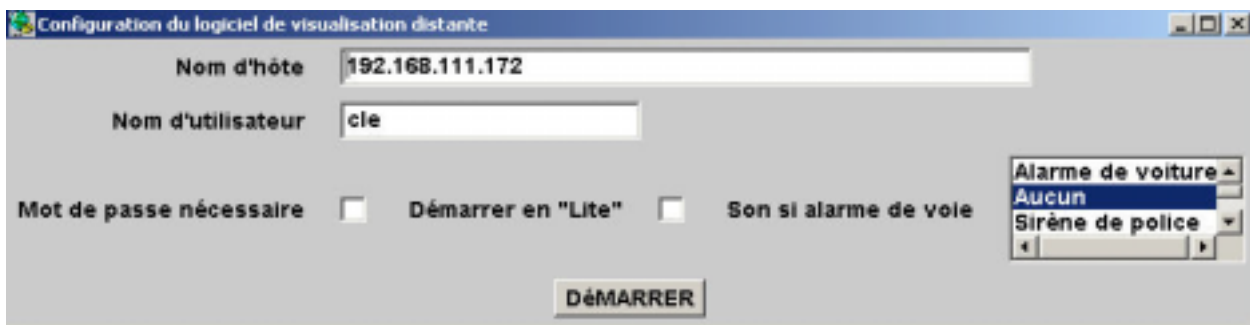 Configuration du logiciel de visualisation distante
Nom d'hôte 192.168.111.172
Nom d'utilisateur cle
Mot de passe nécessaire Démarrer en "Lite" Son si alarme de voie
Alarme de voiture
Aucun
Sirène de police
DéMARRER